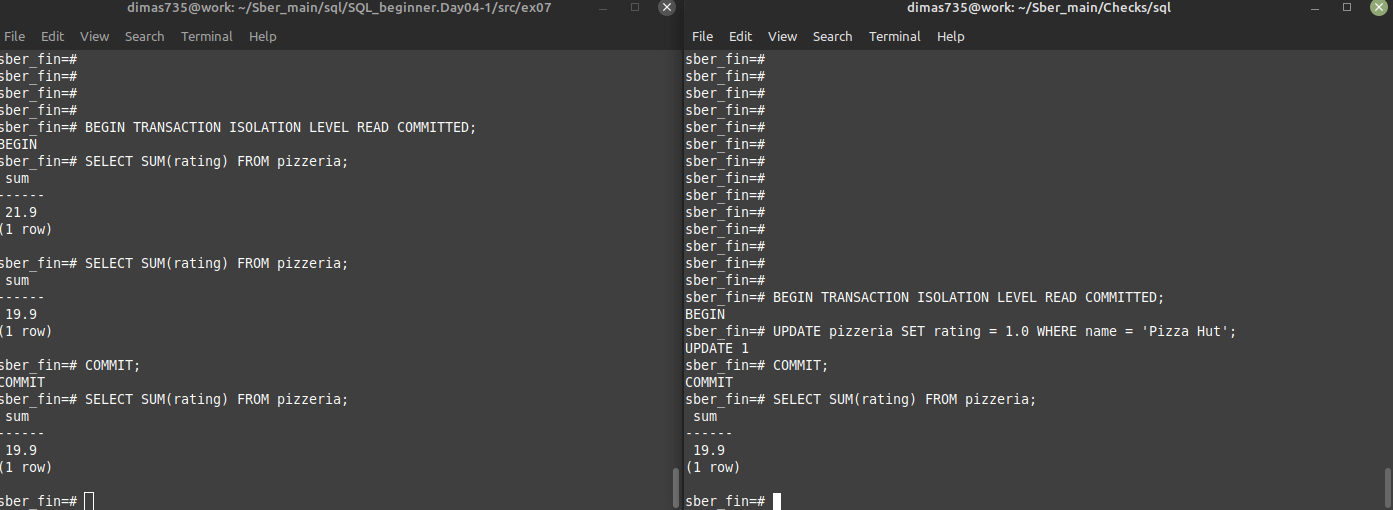 dimas735@work: ~/Sber_main/sql/SQL_beginner.Day04-1/src/ex07
File Edit View Search Terminal Help
sber_fin=#
sber_fin=#
sber_fin=#
sber_fin=#
sber_fin=# BEGIN TRANSACTION ISOLATION LEVEL READ COMMITTED;
BEGIN
sber_fin=# SELECT SUM(rating) FROM pizzeria;
sum
------
21.9
(1 row)
sber_fin=# SELECT SUM(rating) FROM pizzeria;
sum
------
19.9
(1 row)
sber_fin=# COMMIT;
COMMIT
sber_fin=# SELECT SUM(rating) FROM pizzeria;
sum
------
19.9
(1 row)
sber_fin=#
dimas735@work: ~/Sber_main/Checks/sql
File Edit View Search Terminal Help
sber_fin=#
sber_fin=#
sber_fin=#
sber_fin=#
sber_fin=#
sber_fin=#
sber_fin=#
sber_fin=#
sber_fin=#
sber_fin=#
sber_fin=#
sber_fin=#
sber_fin=#
sber_fin=#
sber_fin=# BEGIN TRANSACTION ISOLATION LEVEL READ COMMITTED;
BEGIN
sber_fin=# UPDATE pizzeria SET rating = 1.0 WHERE name = 'Pizza Hut';
UPDATE 1
sber_fin=# COMMIT;
COMMIT
sber_fin=# SELECT SUM(rating) FROM pizzeria;
sum
------
19.9
(1 row)
sber_fin=#